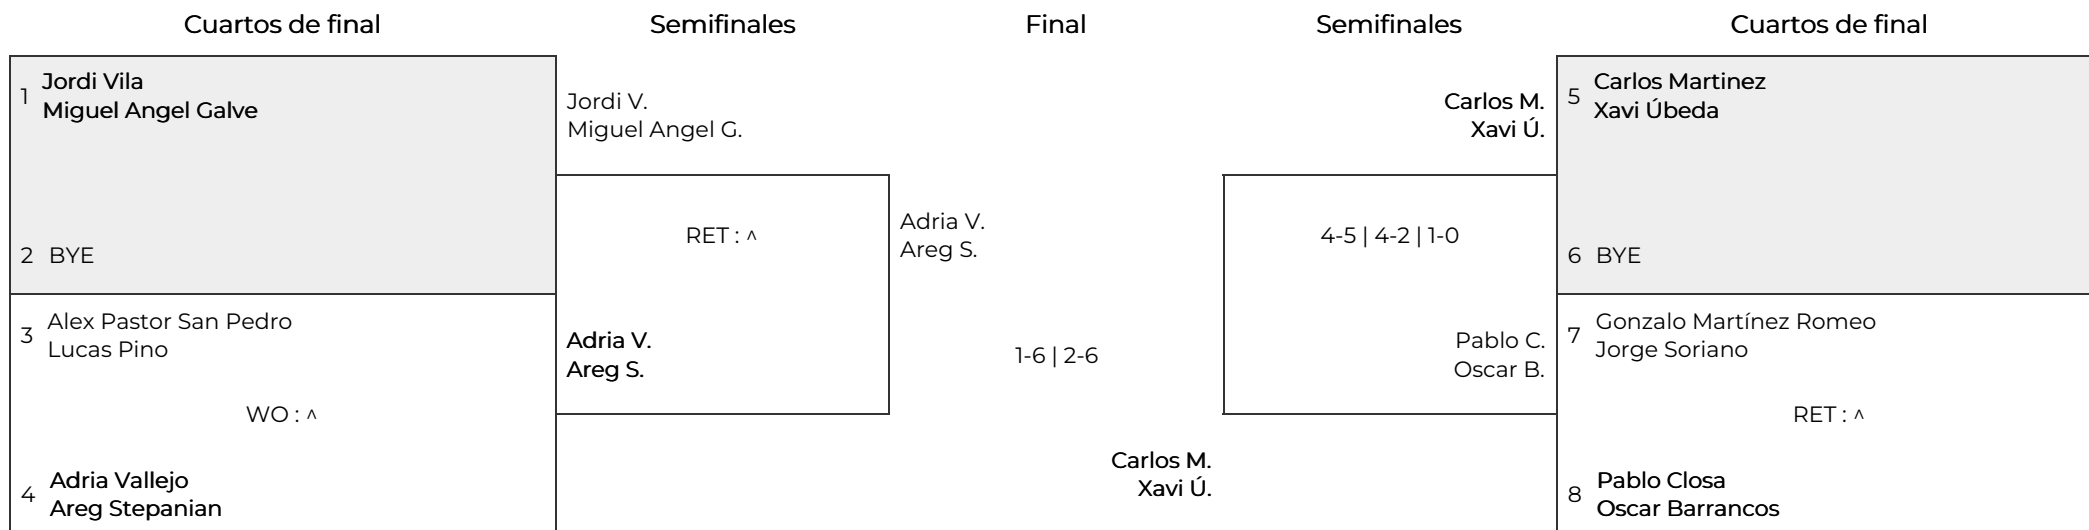 Cuartos de final
Semifinales
Final
Semifinales
Cuartos de final
1
Jordi Vila
Miguel Angel Galve
2 BYE
3
Alex Pastor San Pedro
Lucas Pino
WO : ^
4
Adria Vallejo
Areg Stepanian
Jordi V.
Miguel Angel G.
RET : ^
Adria V.
Areg S.
Adria V.
Areg S.
1-6 | 2-6
Carlos M.
Xavi Ú.
Carlos M.
Xavi Ú.
4-5 | 4-2 | 1-0
Pablo C.
Oscar B.
5
Carlos Martinez
Xavi Úbeda
6 BYE
7
Gonzalo Martínez Romeo
Jorge Soriano
RET : ^
8
Pablo Closa
Oscar Barrancos